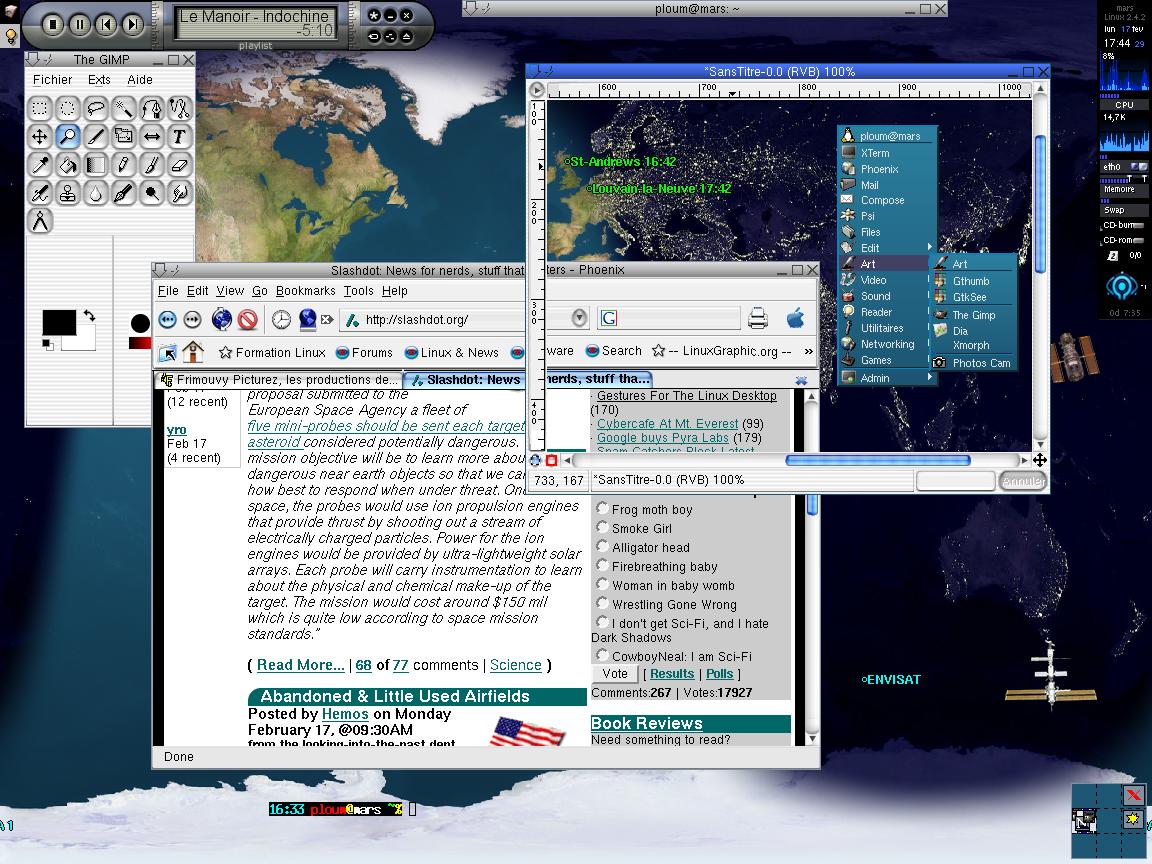 Le Manoir - Indochine
-5:10
playlist
ploum@mars: ~
mars
Linux 2.4.2
lun 17 fev
17:44 29
8%
CPU
14,7K
eth0
Memoire
Swap
CD-burn
CD-rom
0/0
0d 7:35
The GIMP
Fichier Exts Aide
*SansTitre-0.0 (RVB) 100%
600 700 800 900 1000
St-Andrews 16:42
Louvain-la-Neuve 17:42
ploum@mars
XTerm
Phoenix
Mail
Compose
Psi
Files
Edit
Art
Video
Sound
Reader
Utilitaires
Networking
Games
Admin
Art
Gthumb
GtkSee
The Gimp
Dia
Xmorph
Photos Cam
733, 167
*SansTitre-0.0 (RVB) 100%
Annuler
Slashdot: News for nerds, stuff that
ters - Phoenix
File Edit View Go Bookmarks Tools Help
http://slashdot.org/
G
Formation Linux Forums Linux & News
ware Search -- LinuxGraphic.org -- »
Frimouvy Picturez, les productions de...
Slashdot: News
nerds, stuff tha...
(12 recent)
yro
Feb 17
(4 recent)
proposal submitted to the
European Space Agency a fleet of
five mini-probes should be sent each target
asteroid considered potentially dangerous.
mission objective will be to learn more abou
dangerous near earth objects so that we ca
how best to respond when under threat. On
space, the probes would use ion propulsion engines
that provide thrust by shooting out a stream of
electrically charged particles. Power for the ion
engines would be provided by ultra-lightweight solar
arrays. Each probe will carry instrumentation to learn
about the physical and chemical make-up of the
target. The mission would cost around $150 mil
which is quite low according to space mission
standards."
( Read More... | 68 of 77 comments | Science )
Abandoned & Little Used Airfields
Posted by Hemos on Monday
February 17, @09:30AM
from the looking-into-the-past dept.
Gestures For The Linux Desktop
(170)
Cybercafe At Mt. Everest (99)
Google buys Pyra Labs (179)
Spam Catchers Block Latest
Frog moth boy
Smoke Girl
Alligator head
Firebreathing baby
Woman in baby womb
Wrestling Gone Wrong
I don't get Sci-Fi, and I hate
Dark Shadows
CowboyNeal: I am Sci-Fi
Vote [ Results | Polls ]
Comments:267 | Votes:17927
Book Reviews
Need something to read?
Done
ENVISAT
16:33 ploum@mars ~%
A1